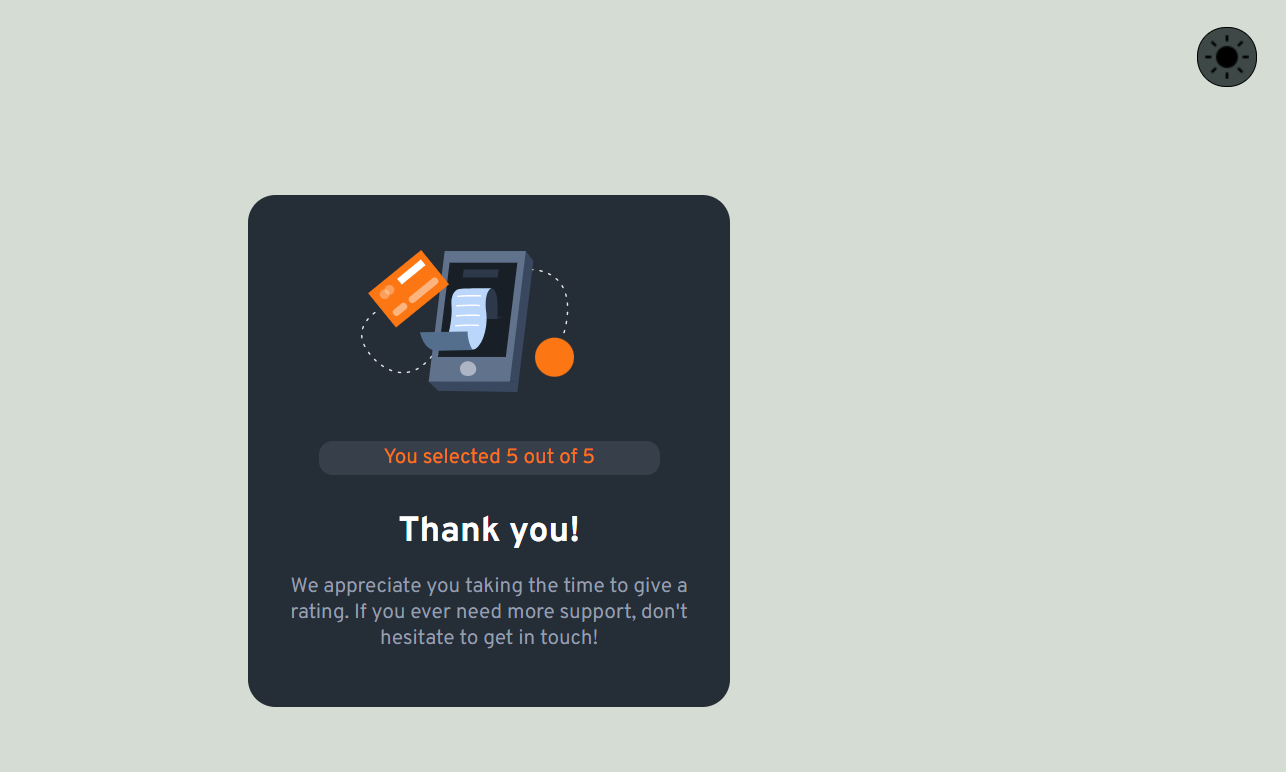 You selected 5 out of 5
Thank you!
We appreciate you taking the time to give a
rating. If you ever need more support, don't
hesitate to get in touch!